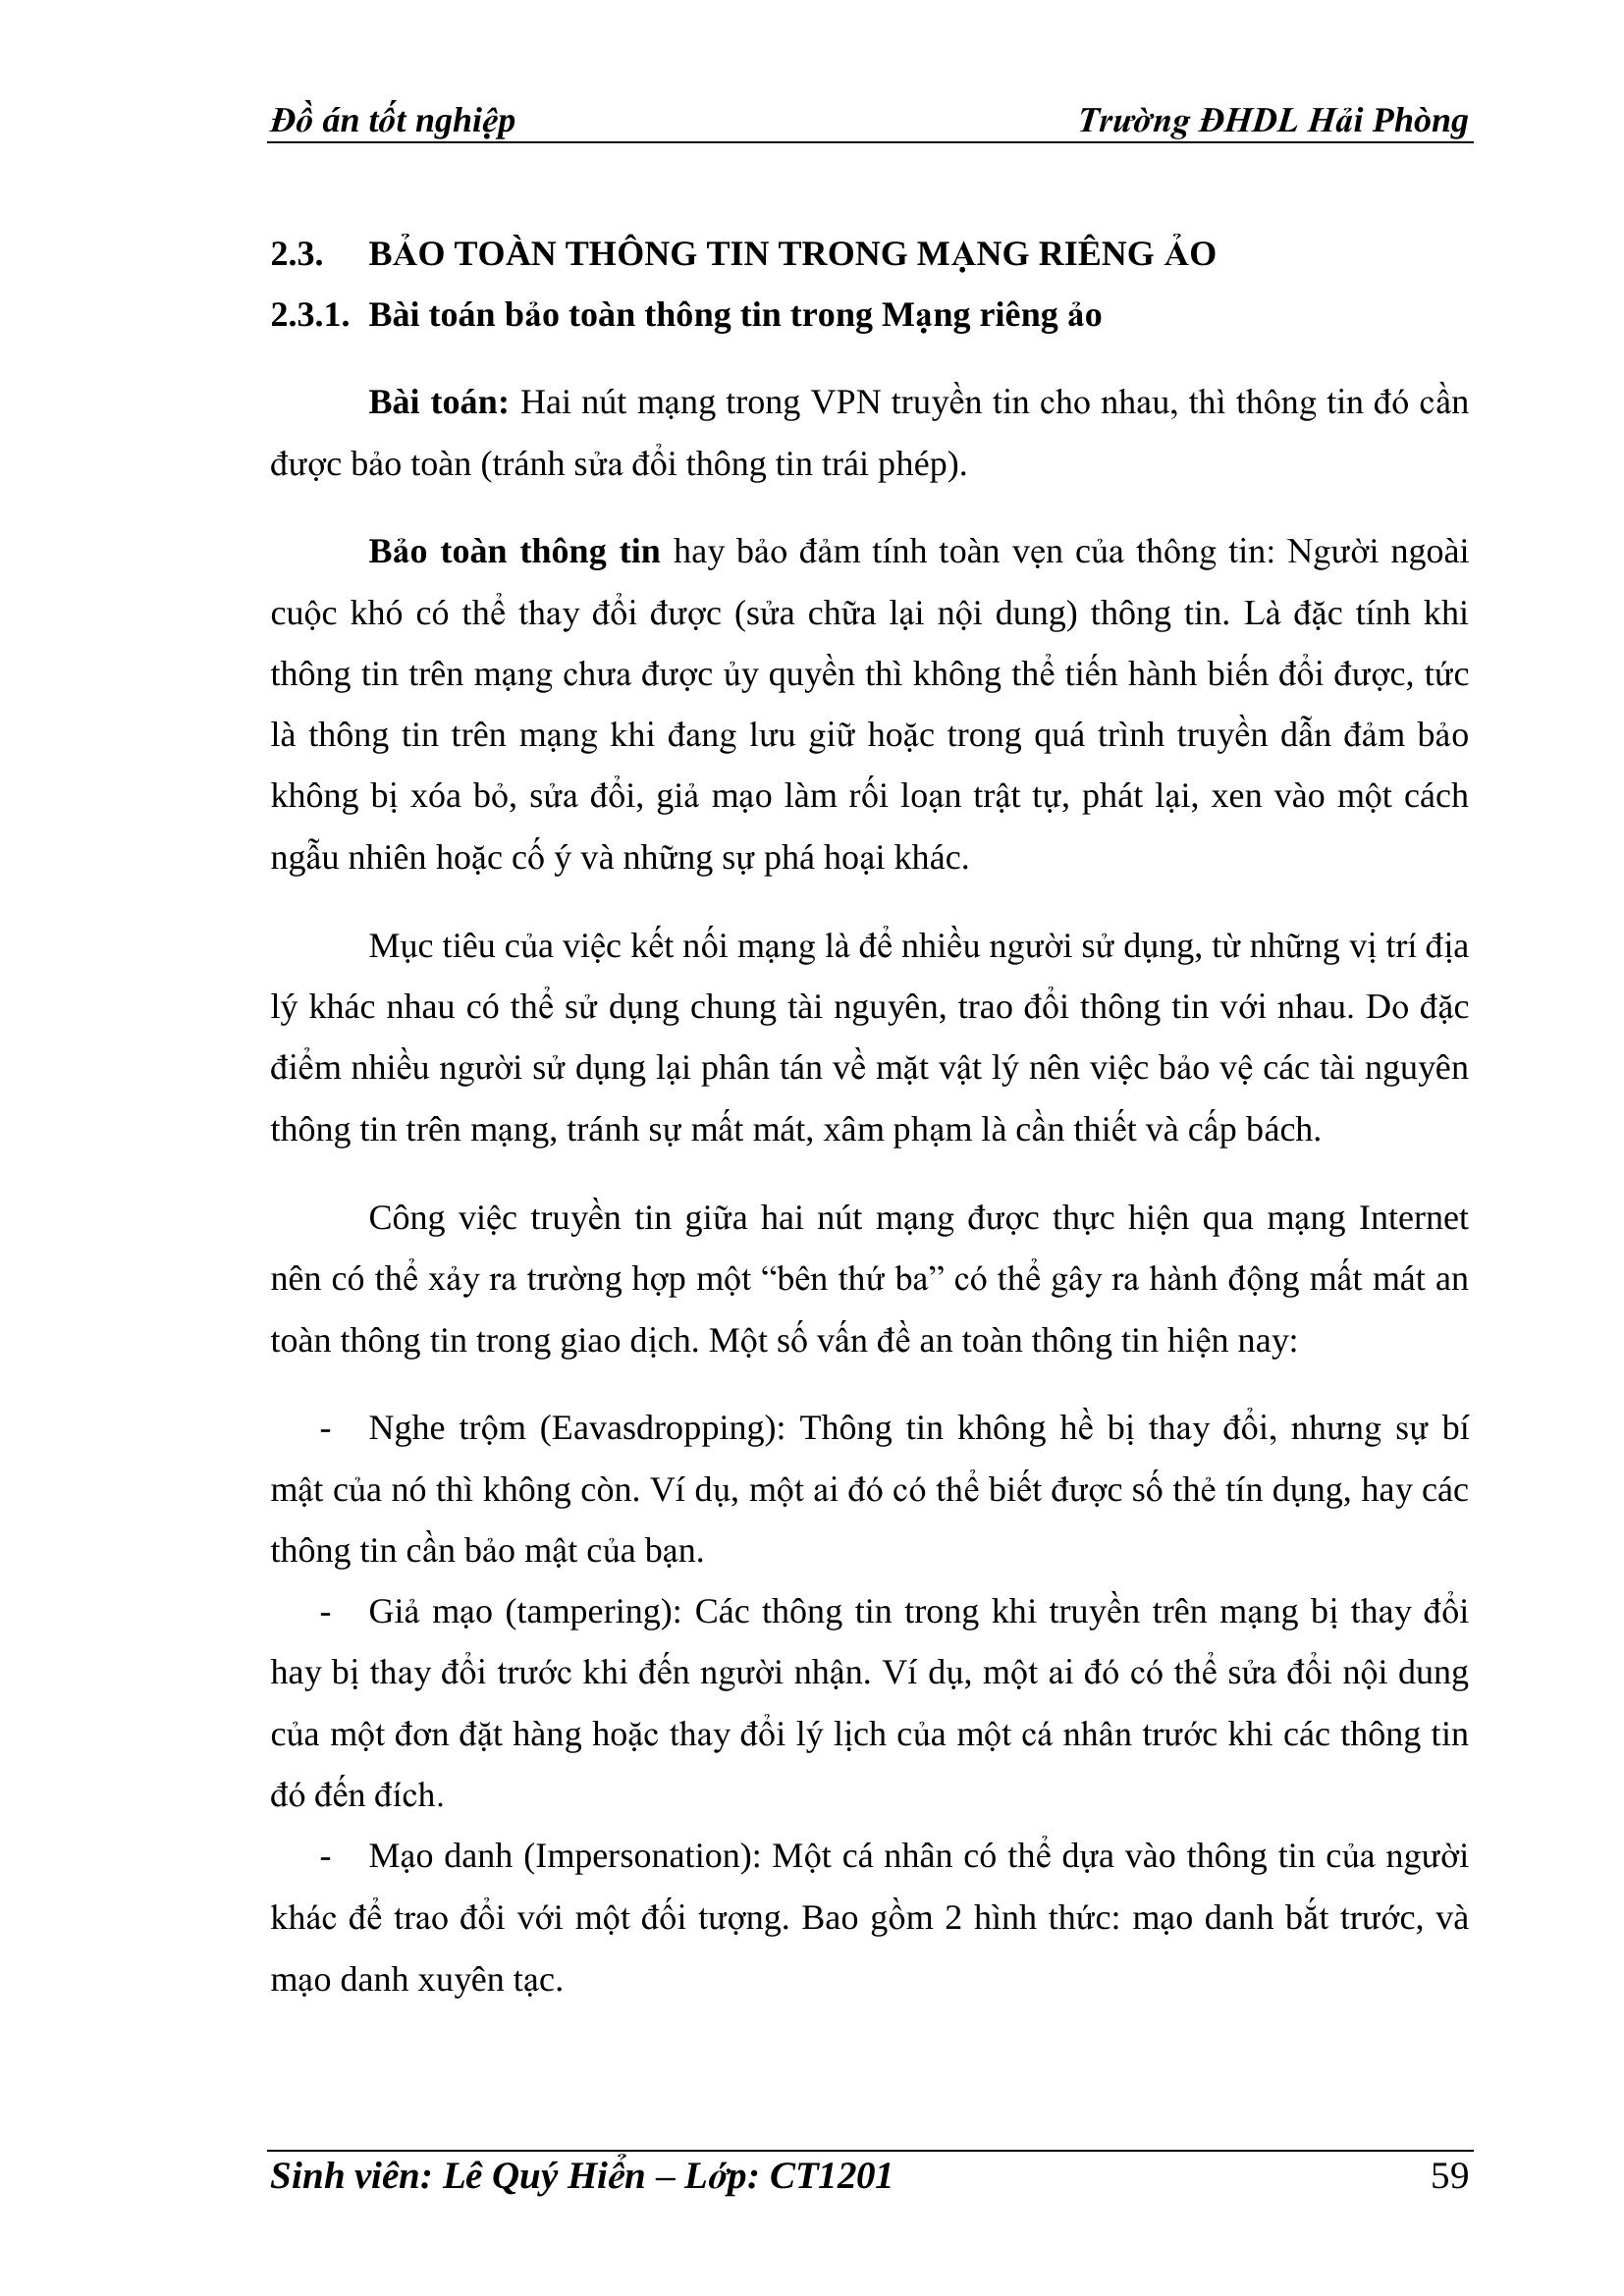 Đồ án tốt nghiệp Trường ĐHDL Hải Phòng
2.3. BẢO TOÀN THÔNG TIN TRONG MẠNG RIÊNG ẢO
2.3.1. Bài toán bảo toàn thông tin trong Mạng riêng ảo
Bài toán: Hai nút mạng trong VPN truyền tin cho nhau, thì thông tin đó cần
được bảo toàn (tránh sửa đổi thông tin trái phép).
Bảo toàn thông tin hay bảo đảm tính toàn vẹn của thông tin: Người ngoài
cuộc khó có thể thay đổi được (sửa chữa lại nội dung) thông tin. Là đặc tính khi
thông tin trên mạng chưa được ủy quyền thì không thể tiến hành biến đổi được, tức
là thông tin trên mạng khi đang lưu giữ hoặc trong quá trình truyền dẫn đảm bảo
không bị xóa bỏ, sửa đổi, giả mạo làm rối loạn trật tự, phát lại, xen vào một cách
ngẫu nhiên hoặc cố ý và những sự phá hoại khác.
Mục tiêu của việc kết nối mạng là để nhiều người sử dụng, từ những vị trí địa
lý khác nhau có thể sử dụng chung tài nguyên, trao đổi thông tin với nhau. Do đặc
điểm nhiều người sử dụng lại phân tán về mặt vật lý nên việc bảo vệ các tài nguyên
thông tin trên mạng, tránh sự mất mát, xâm phạm là cần thiết và cấp bách.
Công việc truyền tin giữa hai nút mạng được thực hiện qua mạng Internet
nên có thể xảy ra trường hợp một “bên thứ ba” có thể gây ra hành động mất mát an
toàn thông tin trong giao dịch. Một số vấn đề an toàn thông tin hiện nay:
- Nghe trộm (Eavasdropping): Thông tin không hề bị thay đổi, nhưng sự bí
mật của nó thì không còn. Ví dụ, một ai đó có thể biết được số thẻ tín dụng, hay các
thông tin cần bảo mật của bạn.
- Giả mạo (tampering): Các thông tin trong khi truyền trên mạng bị thay đổi
hay bị thay đổi trước khi đến người nhận. Ví dụ, một ai đó có thể sửa đổi nội dung
của một đơn đặt hàng hoặc thay đổi lý lịch của một cá nhân trước khi các thông tin
đó đến đích.
- Mạo danh (Impersonation): Một cá nhân có thể dựa vào thông tin của người
khác để trao đổi với một đối tượng. Bao gồm 2 hình thức: mạo danh bắt trước, và
mạo danh xuyên tạc.
Sinh viên: Lê Quý Hiển – Lớp: CT1201 59